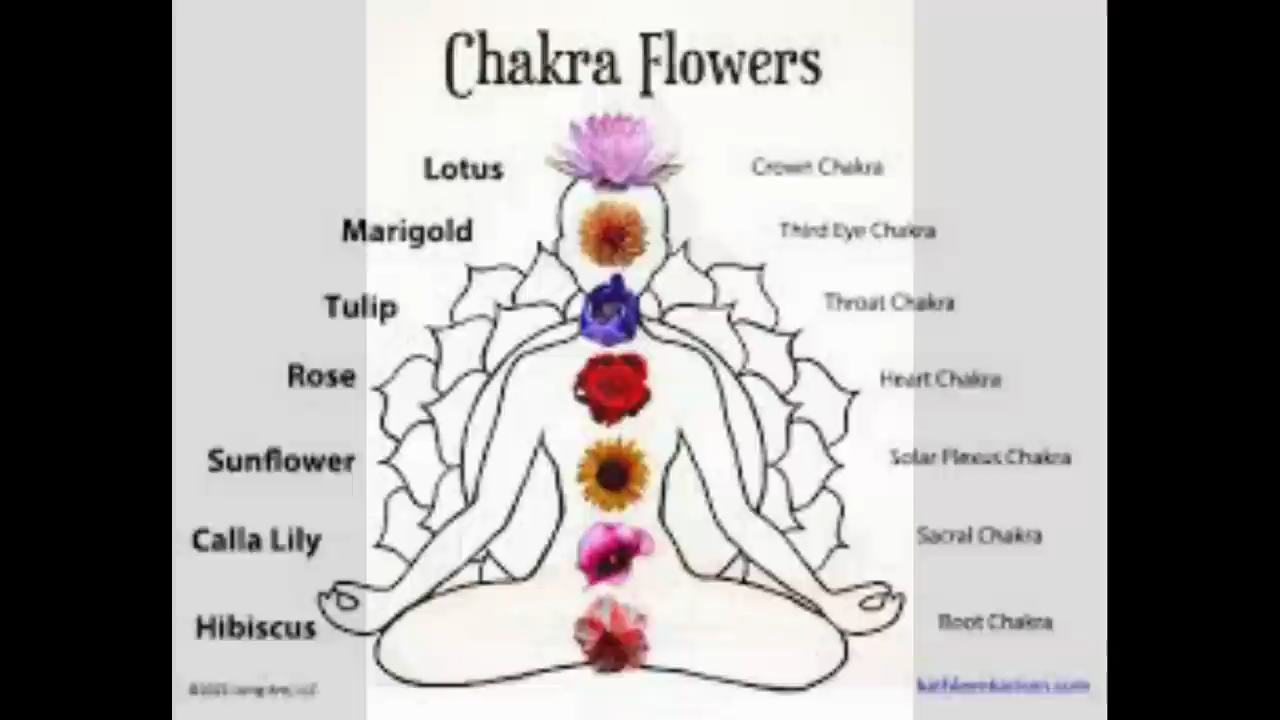 Chakra Flowers
Lotus Crown Chakra
Marigold Third Eye Chakra
Tulip Throat Chakra
Rose Heart Chakra
Sunflower Solar Plexus Chakra
Calla Lily Sacral Chakra
Hibiscus Root Chakra